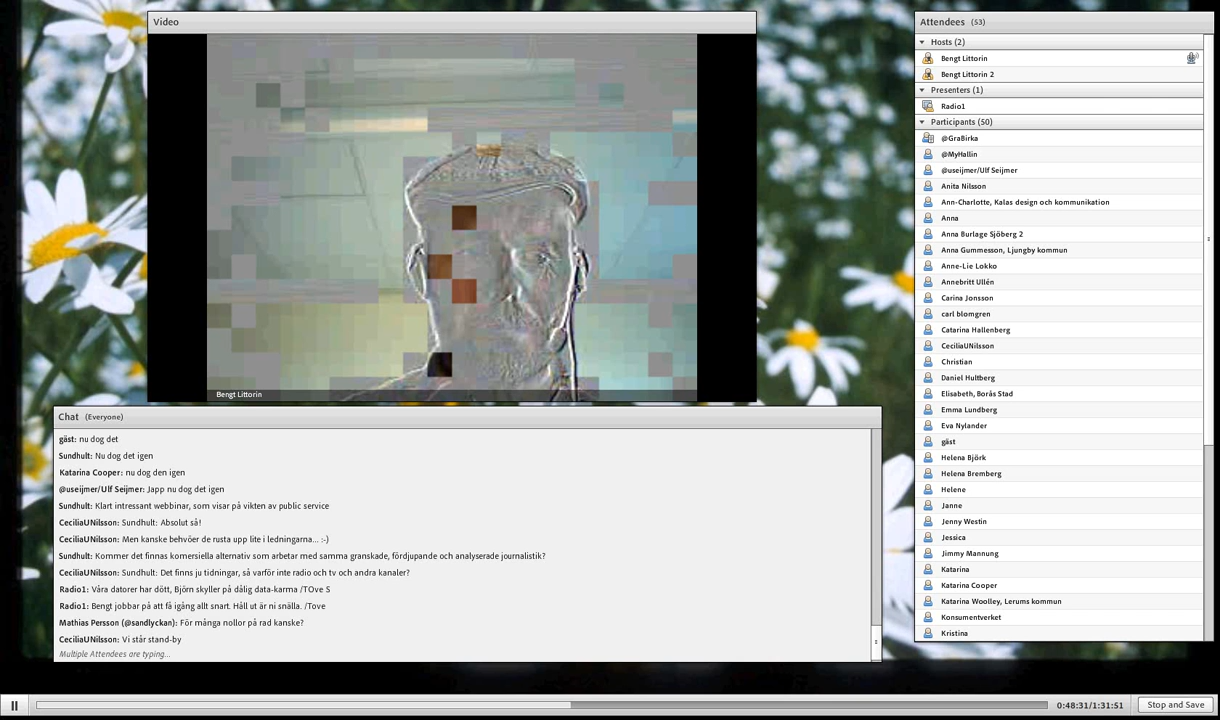 Video
Bengt Littorin
Chat (Everyone)
gäst: nu dog det
Sundhult: Nu dog det igen
Katarina Cooper: nu dog den igen
@useijmer/Ulf Seijmer: Japp nu dog det igen
Sundhult: Klart intressant webbinar, som visar på vikten av public service
CeciliaUNilsson: Sundhult: Absolut så!
CeciliaUNilsson: Men kanske behvöer de rusta upp lite i ledningarna... :-)
Sundhult: Kommer det finnas komersiella alternativ som arbetar med samma granskade, fördjupande och analyserade journalistik?
CeciliaUNilsson: Sundhult: Det finns ju tidningar, så varför inte radio och tv och andra kanaler?
Radio1: Våra datorer har dött, Björn skyller på dålig data-karma /TOve S
Radio1: Bengt jobbar på att få igång allt snart. Håll ut är ni snälla. /Tove
Mathias Persson (@sandlyckan): För många nollor på rad kanske?
CeciliaUNilsson: Vi står stand-by
Multiple Attendees are typing...
Attendees (53)
Hosts (2)
Bengt Littorin
Bengt Littorin 2
Presenters (1)
Radio1
Participants (50)
@GraBirka
@MyHallin
@useijmer/Ulf Seijmer
Anita Nilsson
Ann-Charlotte, Kalas design och kommunikation
Anna
Anna Burlage Sjöberg 2
Anna Gummesson, Ljungby kommun
Anne-Lie Lokko
Annebritt Ullén
Carina Jonsson
carl blomgren
Catarina Hallenberg
CeciliaUNilsson
Christian
Daniel Hultberg
Elisabeth, Borås Stad
Emma Lundberg
Eva Nylander
gäst
Helena Björk
Helena Bremberg
Helene
Janne
Jenny Westin
Jessica
Jimmy Mannung
Katarina
Katarina Cooper
Katarina Woolley, Lerums kommun
Konsumentverket
Kristina
0:48:31/1:31:51
Stop and Save